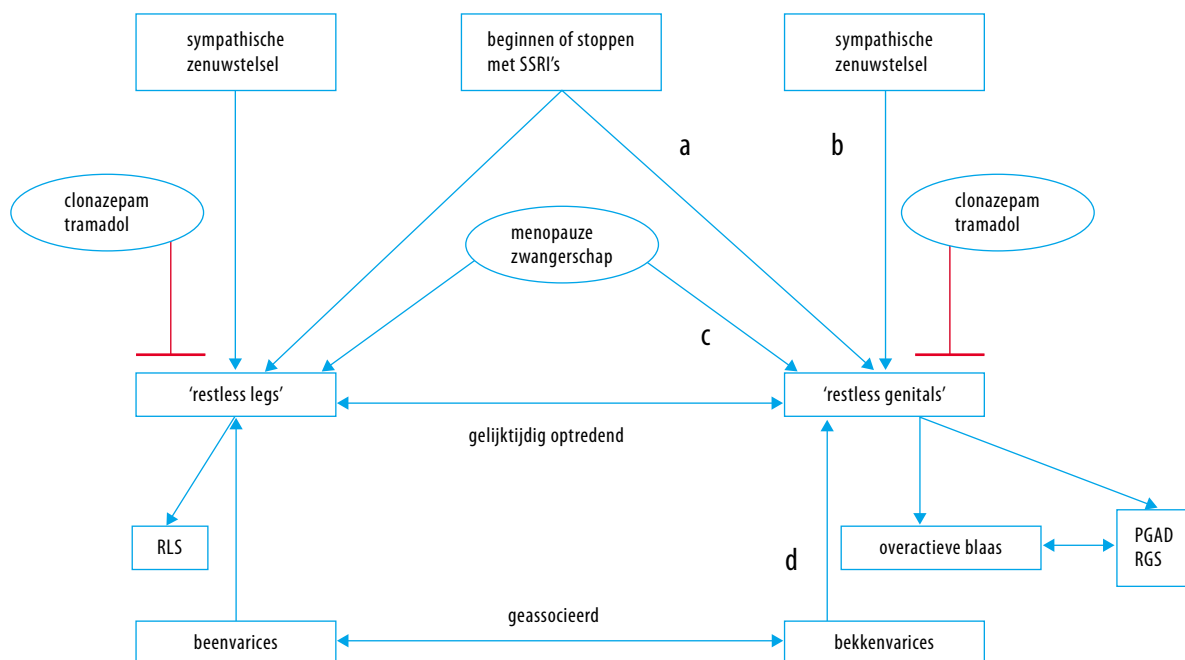 sympathische
zenuwstelsel
beginnen of stoppen
met SSRI's
sympathische
zenuwstelsel
a
b
clonazepam
tramadol
menopauze
zwangerschap
clonazepam
tramadol
c
'restless legs'
'restless genitals'
gelijktijdig optredend
RLS
overactieve blaas
PGAD
RGS
d
geassocieerd
beenvarices
bekkenvarices